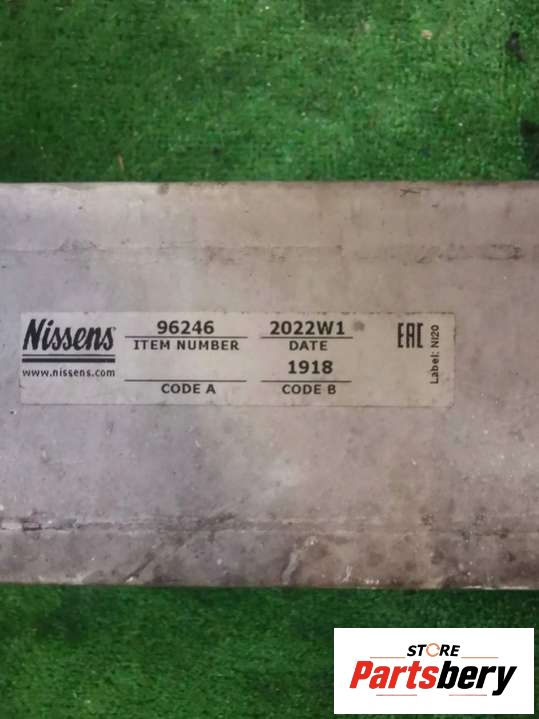 Nissens
www.nissens.com
96246
ITEM NUMBER
CODE A
2022W1
DATE
1918
CODE B
EAC
Label: NI20
STORE
Partsbery